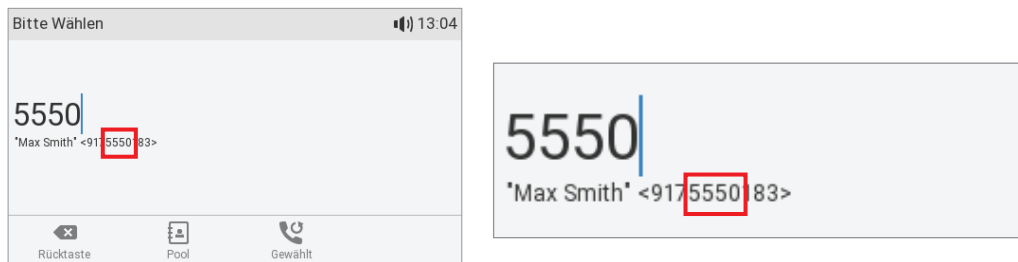 Bitte Wählen 13:04
5550
"Max Smith" <9175550183>
Rücktaste Pool Gewählt
5550
"Max Smith" <9175550183>